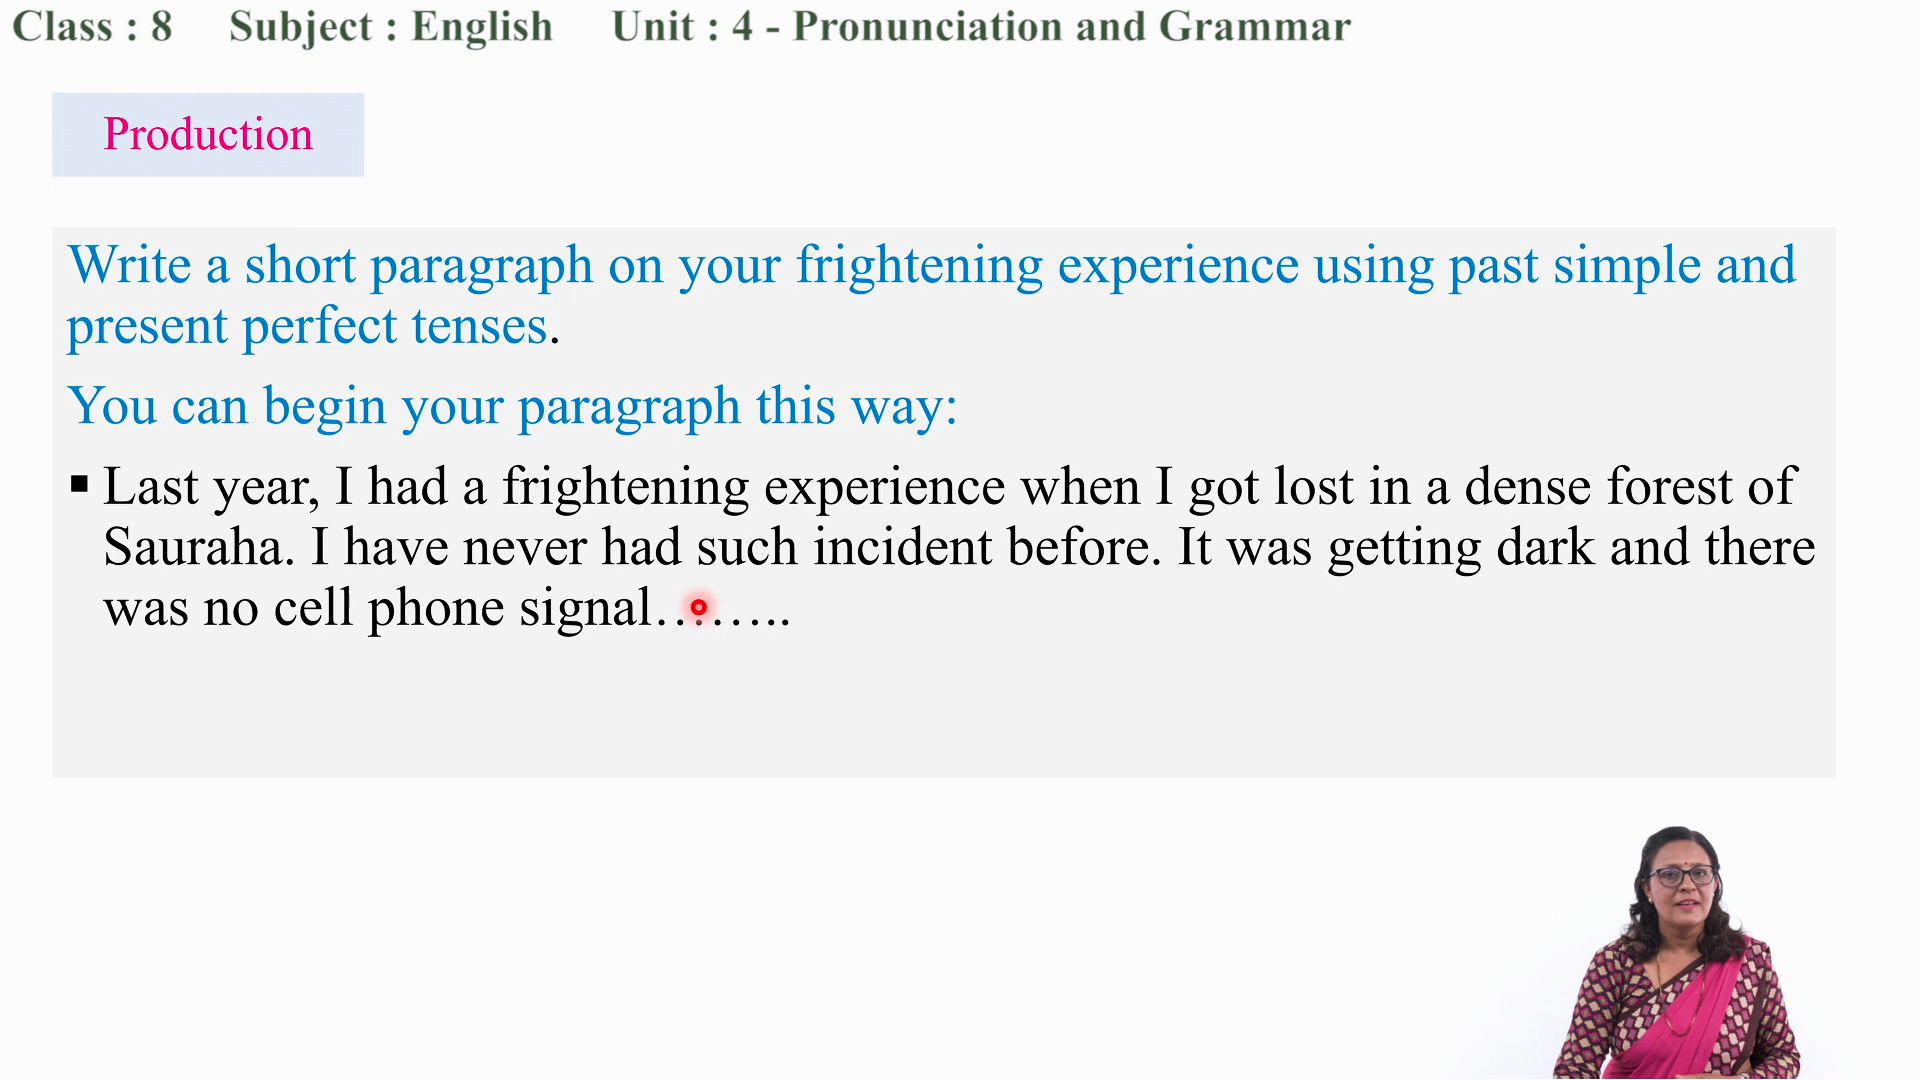 Class : 8 Subject : English Unit : 4 - Pronunciation and Grammar
Production
Write a short paragraph on your frightening experience using past simple and
present perfect tenses.
You can begin your paragraph this way:
▪ Last year, I had a frightening experience when I got lost in a dense forest of
Sauraha. I have never had such incident before. It was getting dark and there
was no cell phone signal……..